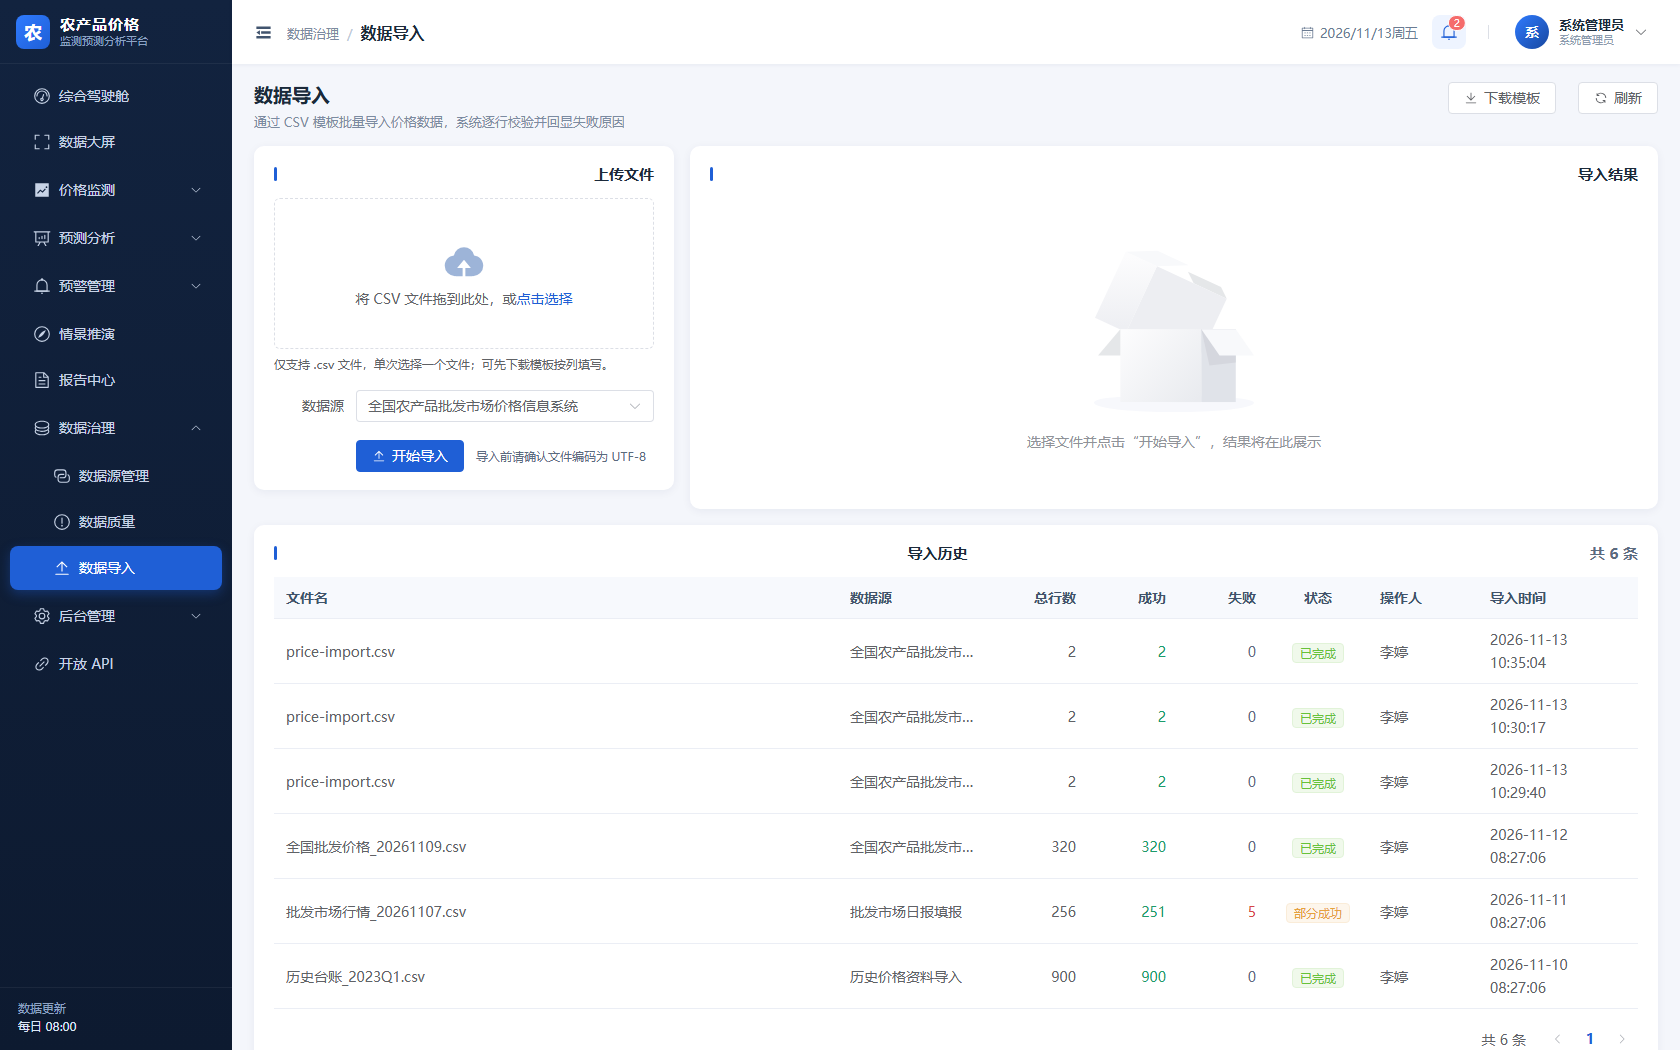 农
农产品价格
监测预测分析平台
综合驾驶舱
数据大屏
价格监测
预测分析
预警管理
情景推演
报告中心
数据治理
数据源管理
数据质量
数据导入
后台管理
开放 API
数据更新
每日 08:00
数据治理 / 数据导入
2026/11/13周五
2
系
系统管理员
系统管理员
数据导入
通过 CSV 模板批量导入价格数据，系统逐行校验并回显失败原因
下载模板
刷新
上传文件
将 CSV 文件拖到此处，或点击选择
仅支持 .csv 文件，单次选择一个文件；可先下载模板按列填写。
数据源
全国农产品批发市场价格信息系统
开始导入
导入前请确认文件编码为 UTF-8
导入结果
选择文件并点击“开始导入”，结果将在此展示
导入历史
共 6 条
文件名 数据源 总行数 成功 失败 状态 操作人 导入时间
price-import.csv 全国农产品批发市... 2 2 0 已完成 李婷 2026-11-13
10:35:04
price-import.csv 全国农产品批发市... 2 2 0 已完成 李婷 2026-11-13
10:30:17
price-import.csv 全国农产品批发市... 2 2 0 已完成 李婷 2026-11-13
10:29:40
全国批发价格_20261109.csv 全国农产品批发市... 320 320 0 已完成 李婷 2026-11-12
08:27:06
批发市场行情_20261107.csv 批发市场日报填报 256 251 5 部分成功 李婷 2026-11-11
08:27:06
历史台账_2023Q1.csv 历史价格资料导入 900 900 0 已完成 李婷 2026-11-10
08:27:06
共 6 条
1